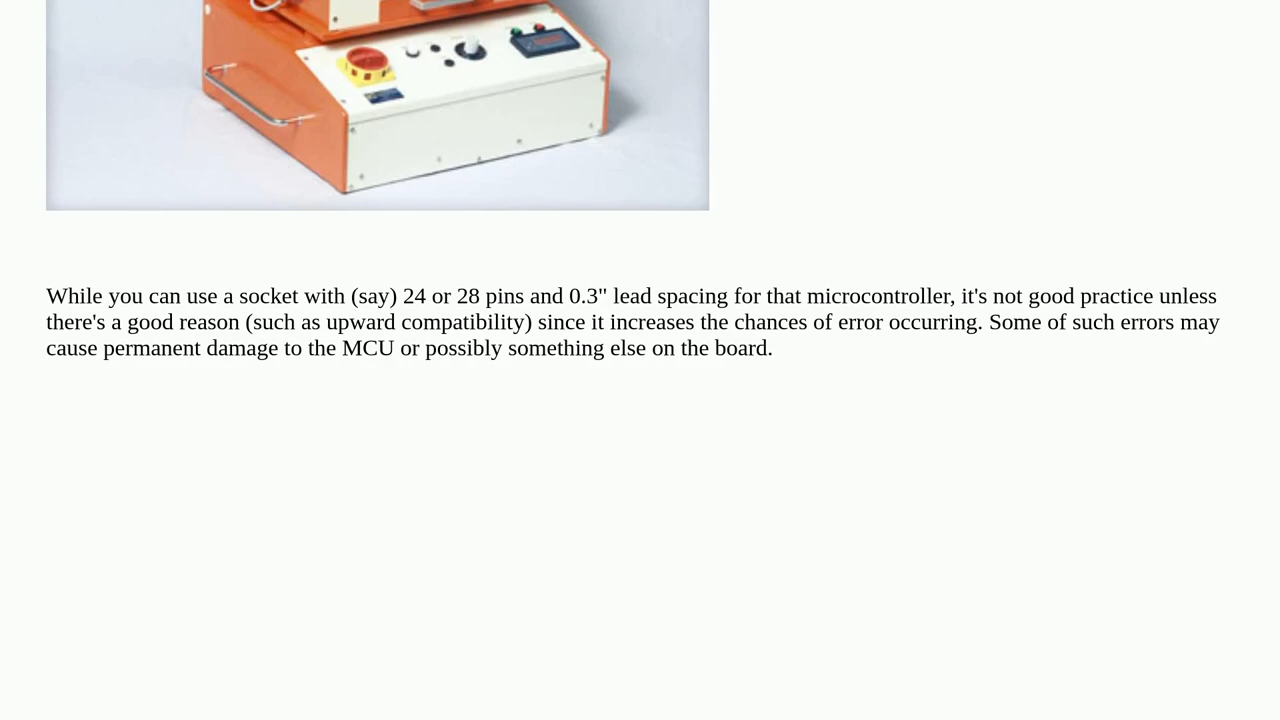 While you can use a socket with (say) 24 or 28 pins and 0.3" lead spacing for that microcontroller, it's not good practice unless
there's a good reason (such as upward compatibility) since it increases the chances of error occurring. Some of such errors may
cause permanent damage to the MCU or possibly something else on the board.